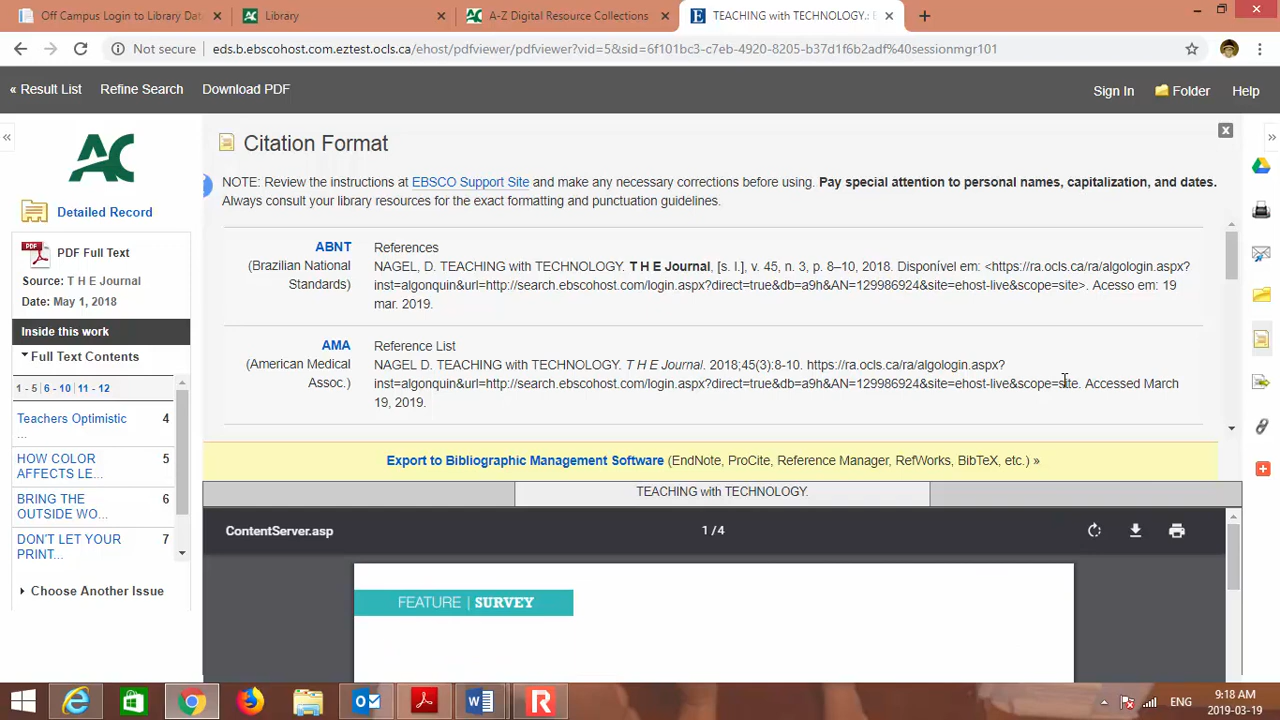 Off Campus Login to Library Dat
Library
A-Z Digital Resource Collections
TEACHING with TECHNOLOGY.: E
Not secure
eds.b.ebscohost.com.eztest.ocls.ca/ehost/pdfviewer/pdfviewer?vid=5&sid=6f101bc3-c7eb-4920-8205-b37d1f6b2adf%40sessionmgr101
« Result List
Refine Search
Download PDF
Sign In
Folder
Help
AC
Detailed Record
PDF Full Text
Source: T H E Journal
Date: May 1, 2018
Inside this work
Full Text Contents
1 - 5 6 - 10 11 - 12
Teachers Optimistic 4
...
HOW COLOR 5
AFFECTS LE...
BRING THE 6
OUTSIDE WO...
DON'T LET YOUR 7
PRINT...
Choose Another Issue
Citation Format
NOTE: Review the instructions at EBSCO Support Site and make any necessary corrections before using. Pay special attention to personal names, capitalization, and dates.
Always consult your library resources for the exact formatting and punctuation guidelines.
ABNT
(Brazilian National
Standards)
References
NAGEL, D. TEACHING with TECHNOLOGY. T H E Journal, [s. l.], v. 45, n. 3, p. 8–10, 2018. Disponível em: <https://ra.ocls.ca/ra/algologin.aspx?
inst=algonquin&url=http://search.ebscohost.com/login.aspx?direct=true&db=a9h&AN=129986924&site=ehost-live&scope=site>. Acesso em: 19
mar. 2019.
AMA
(American Medical
Assoc.)
Reference List
NAGEL D. TEACHING with TECHNOLOGY. T H E Journal. 2018;45(3):8-10. https://ra.ocls.ca/ra/algologin.aspx?
inst=algonquin&url=http://search.ebscohost.com/login.aspx?direct=true&db=a9h&AN=129986924&site=ehost-live&scope=site. Accessed March
19, 2019.
Export to Bibliographic Management Software (EndNote, ProCite, Reference Manager, RefWorks, BibTeX, etc.) »
TEACHING with TECHNOLOGY.
ContentServer.asp
1 / 4
FEATURE | SURVEY
ENG
9:18 AM
2019-03-19